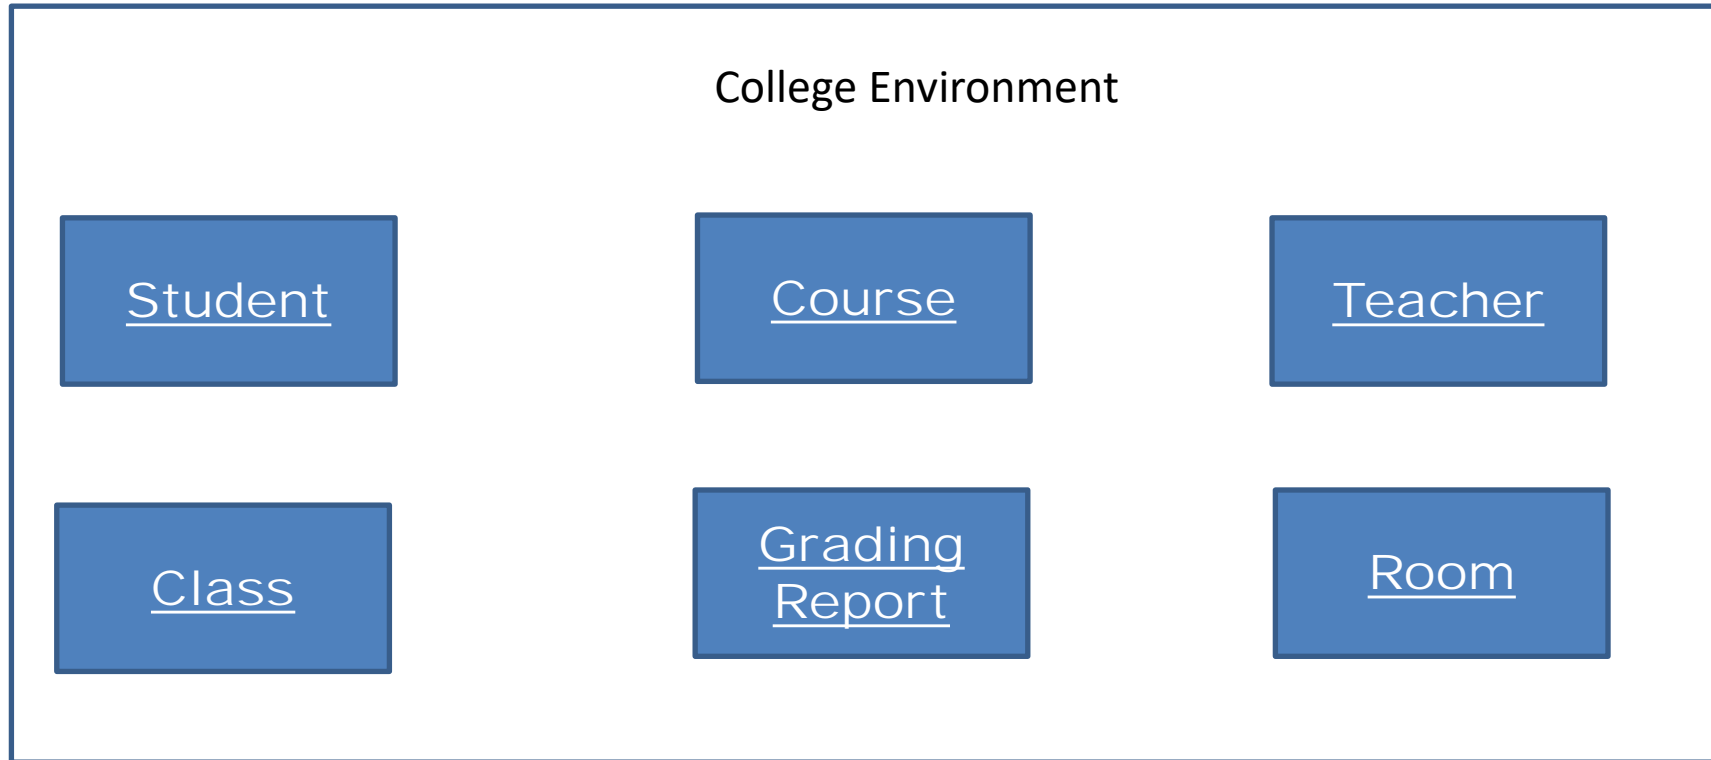 College Environment
Student
Course
Teacher
Class
Grading
Report
Room